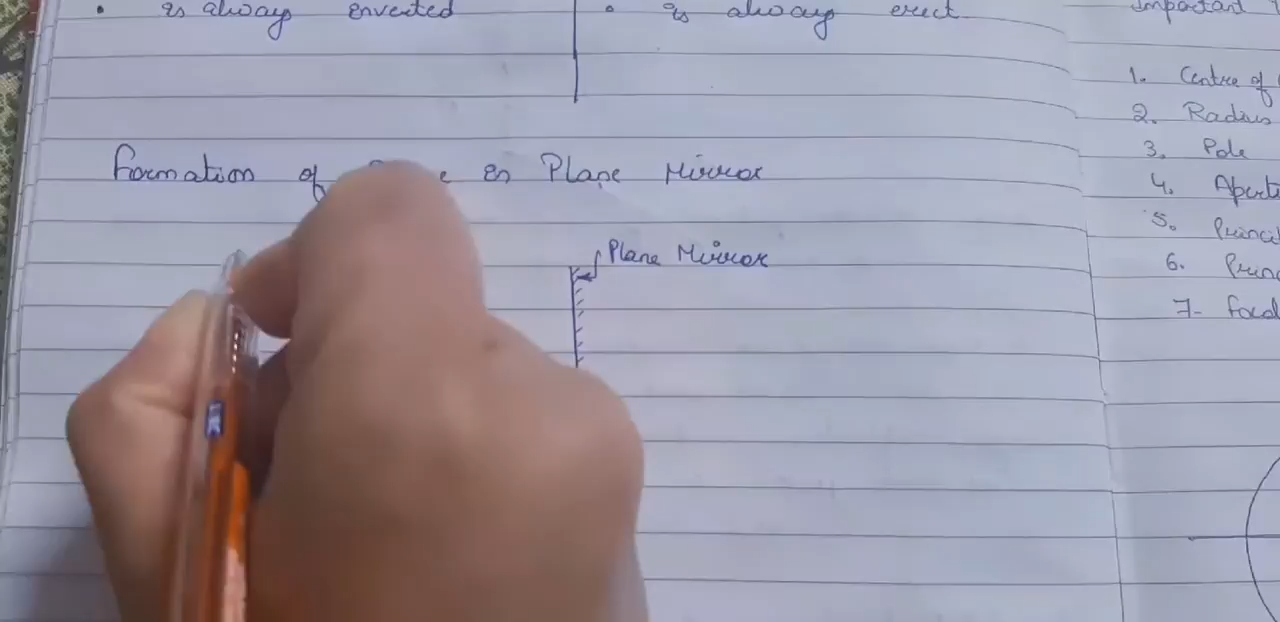 • is always inverted
• is always erect
Formation of in Plane Mirror
Plane Mirror
Important
1. Centre of
2. Radius
3. Pole
4. Apert
5. Princi
6. Prin
7- Focal